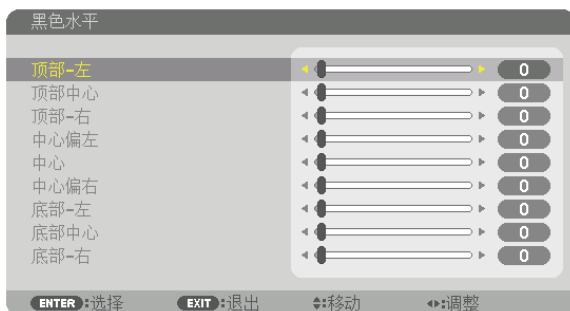 黑色水平
顶部-左 0
顶部中心 0
顶部-右 0
中心偏左 0
中心 0
中心偏右 0
底部-左 0
底部中心 0
底部-右 0
ENTER:选择 EXIT:退出 :移动 :调整